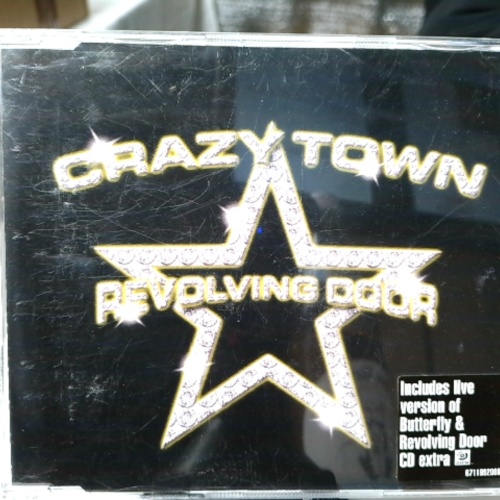 CRAZY TOWN
REVOLVING DOOR
Includes live
version of
Butterfly &
Revolving Door
CD extra